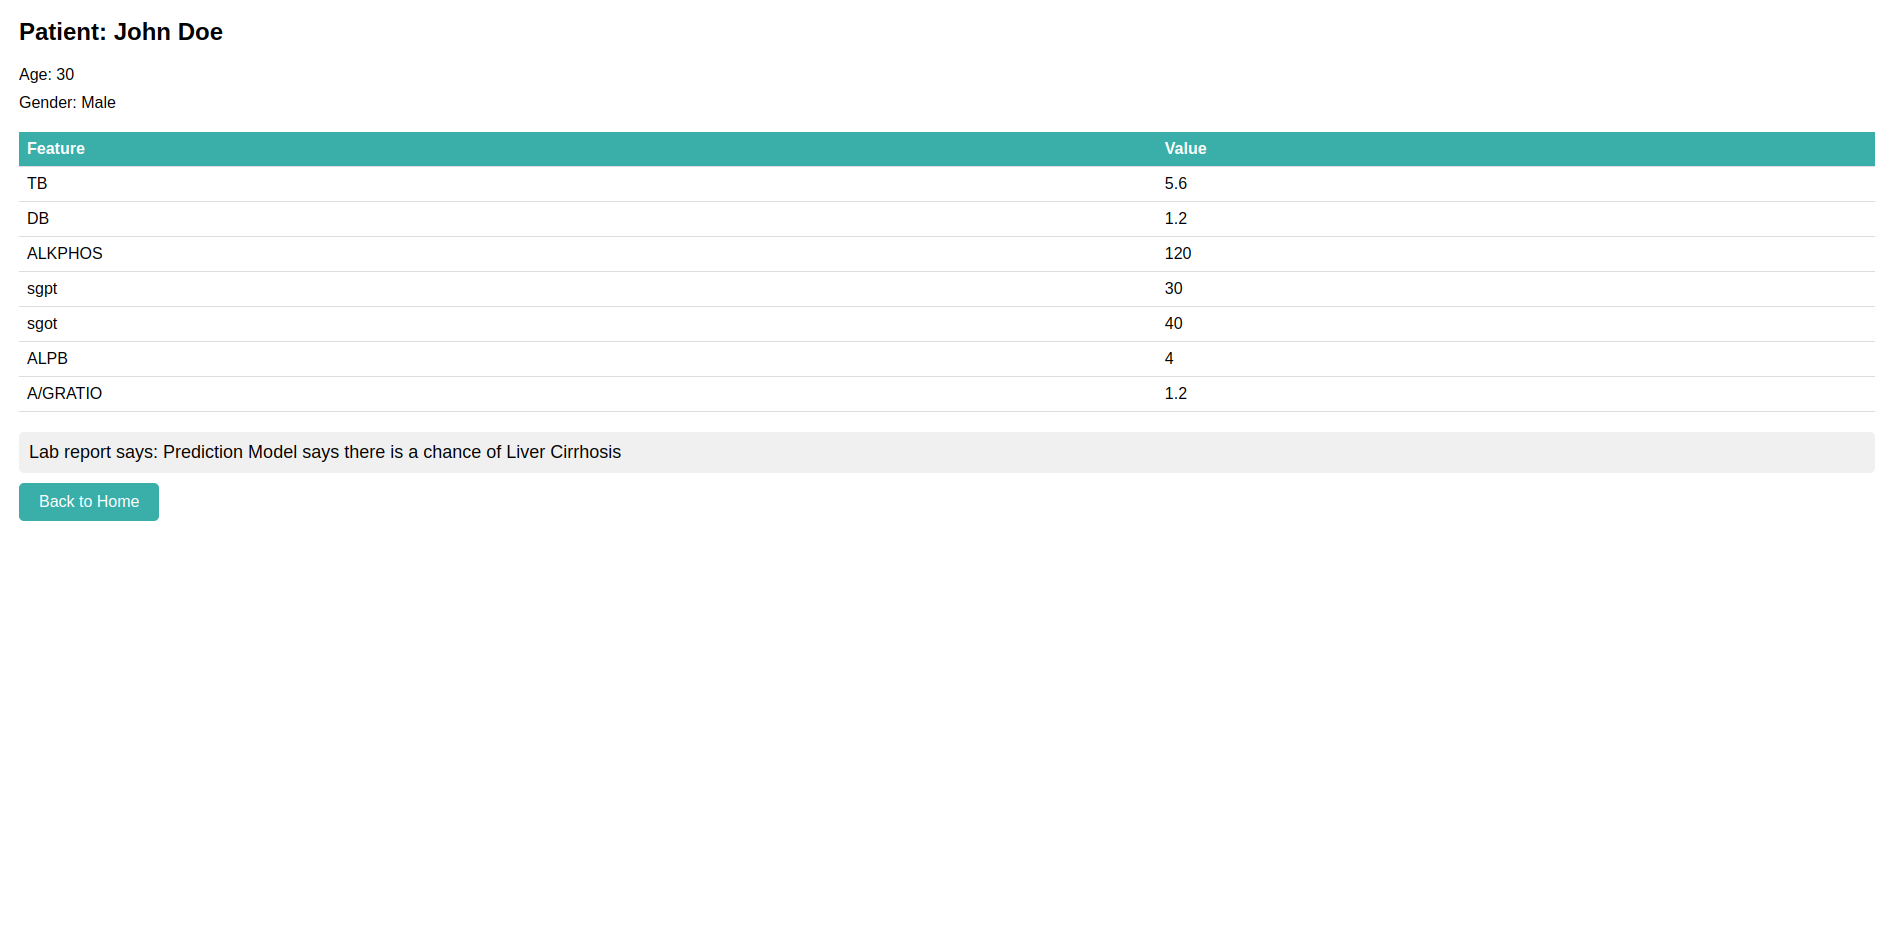 Patient: John Doe
Age: 30
Gender: Male
Feature Value
TB 5.6
DB 1.2
ALKPHOS 120
sgpt 30
sgot 40
ALPB 4
A/GRATIO 1.2
Lab report says: Prediction Model says there is a chance of Liver Cirrhosis
Back to Home